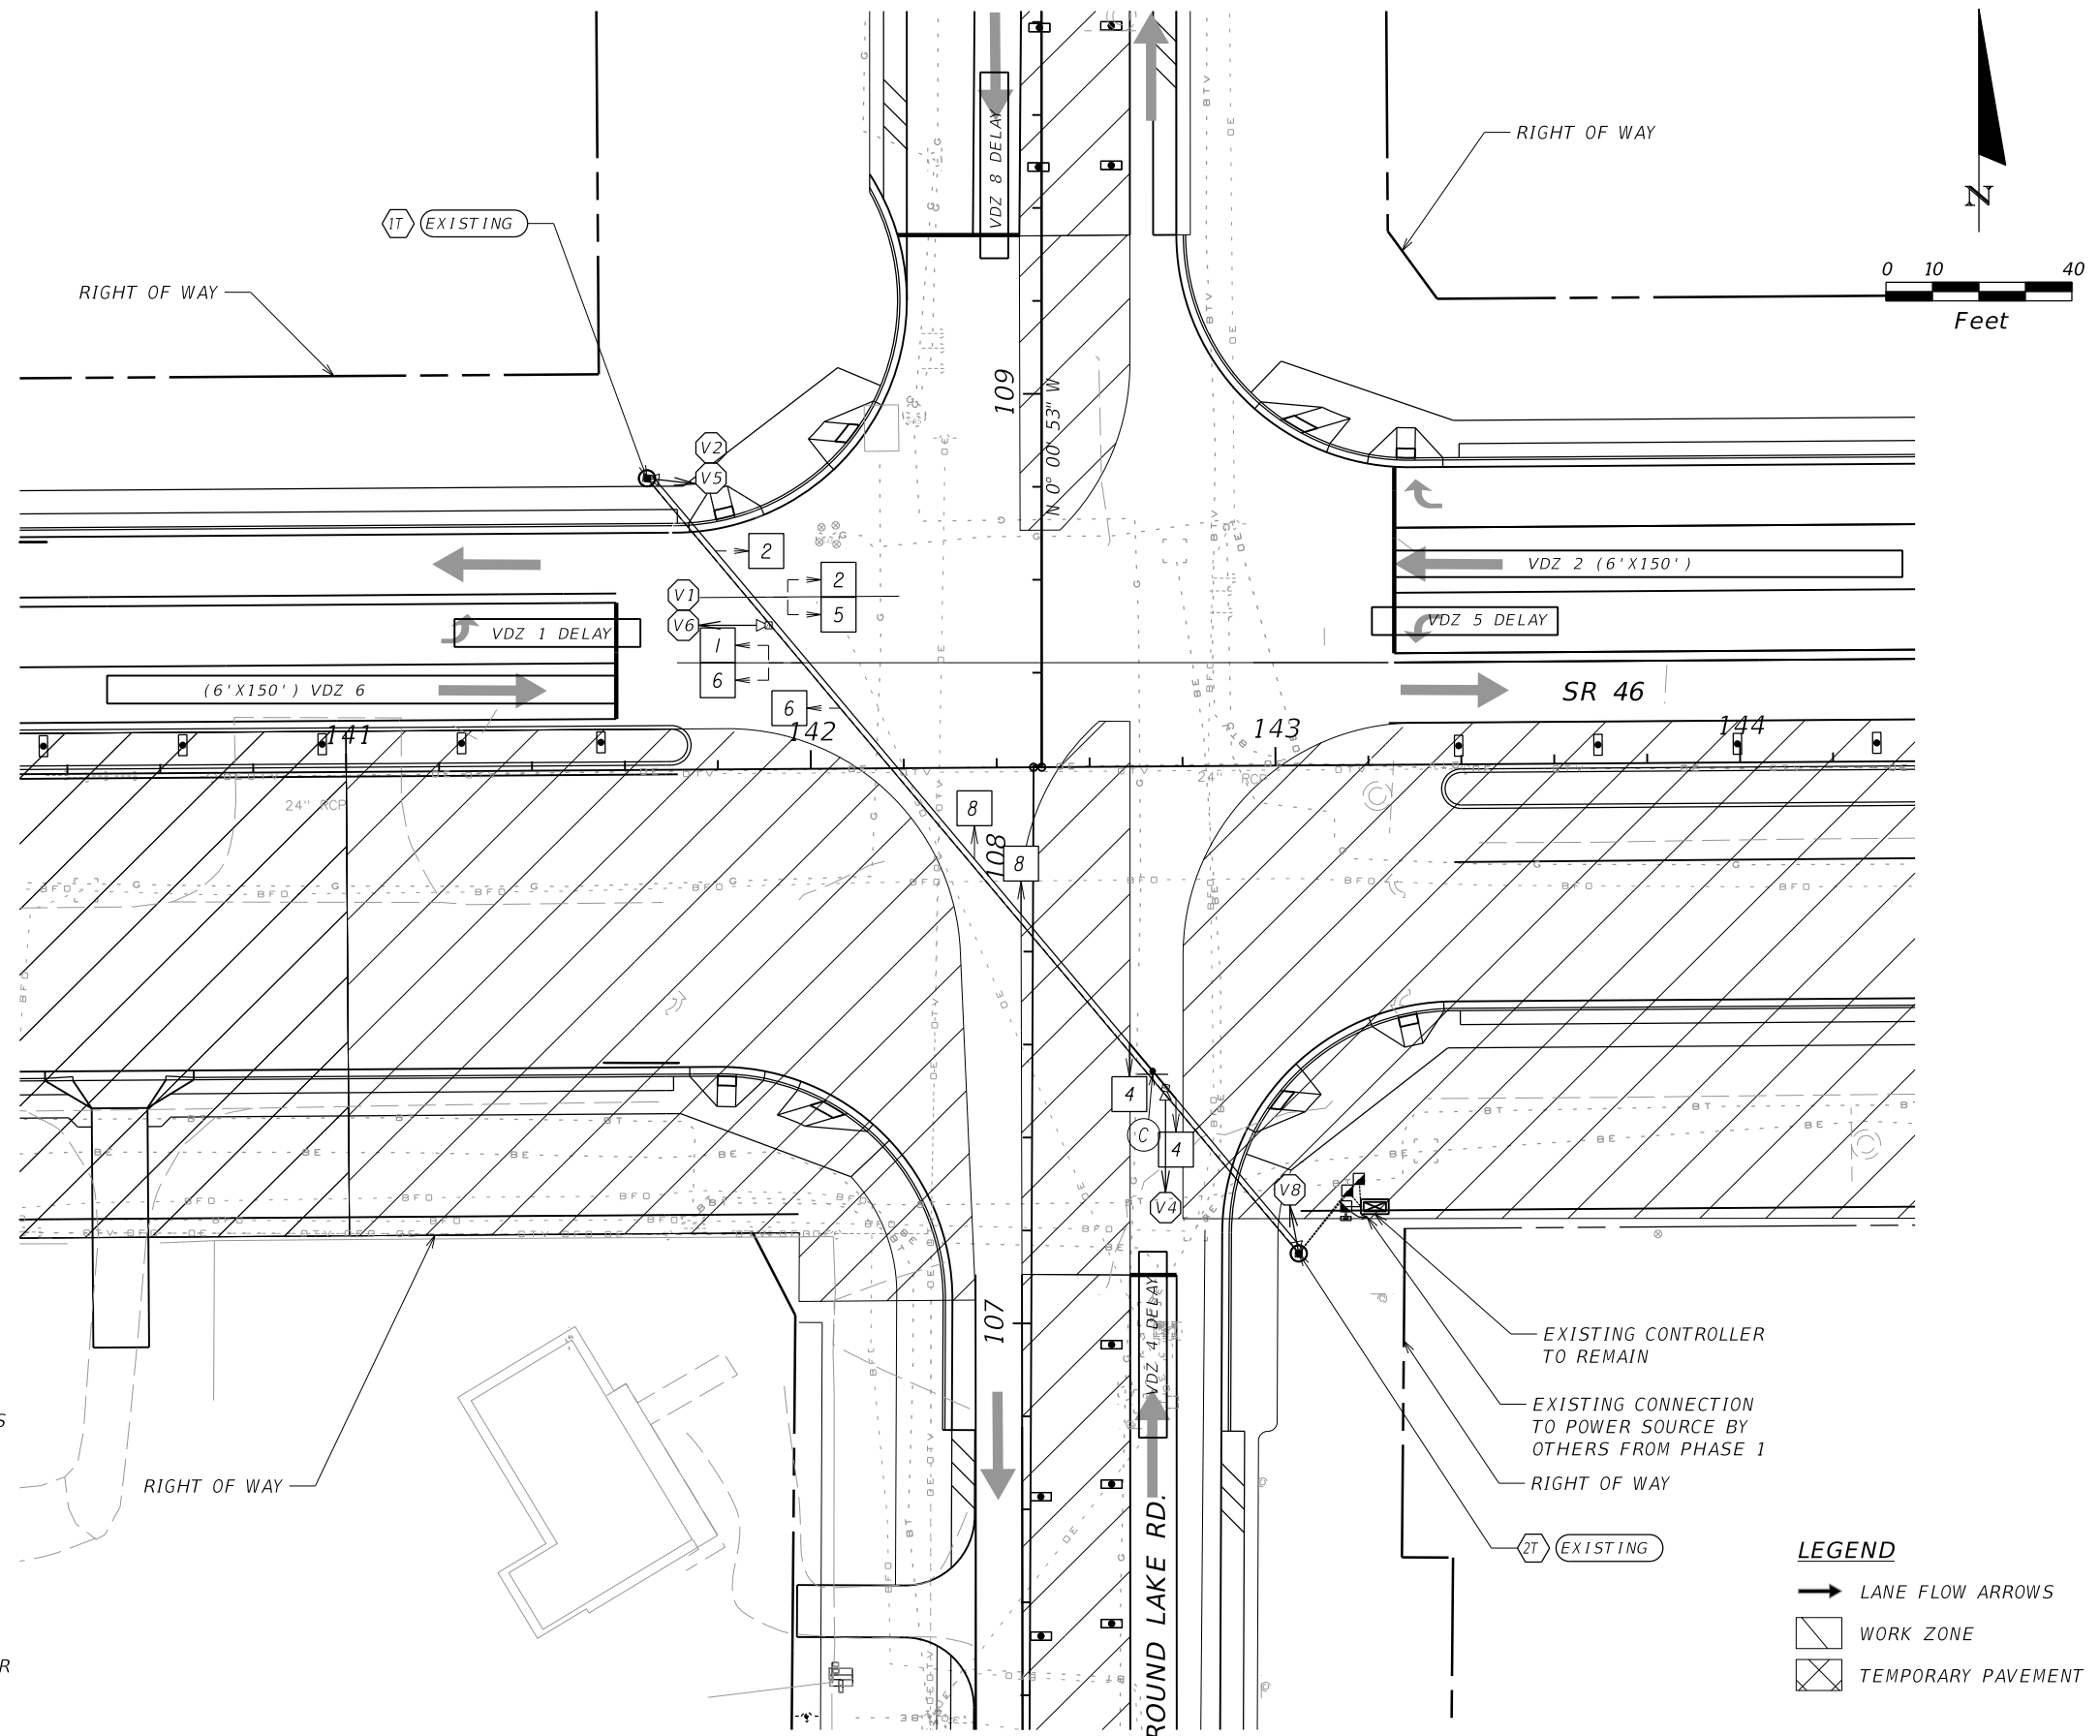 RIGHT OF WAY
N
1T EXISTING
VDZ 8 DELAY
0 10 40
Feet
RIGHT OF WAY
109
N 0° 00' 53" W
V2
V5
2
2
5
V1
V6
1
6
6
VDZ 2 (6'X150')
VDZ 5 DELAY
VDZ 1 DELAY
(6'X150') VDZ 6
SR 46
141
142
143
144
24" RCP
24" RCP
8
8
108
4
C
4
V4
V8
VDZ 4 DELAY
107
EXISTING CONTROLLER
TO REMAIN
EXISTING CONNECTION
TO POWER SOURCE BY
OTHERS FROM PHASE 1
RIGHT OF WAY
RIGHT OF WAY
2T EXISTING
ROUND LAKE RD.
S
R
LEGEND
LANE FLOW ARROWS
WORK ZONE
TEMPORARY PAVEMENT